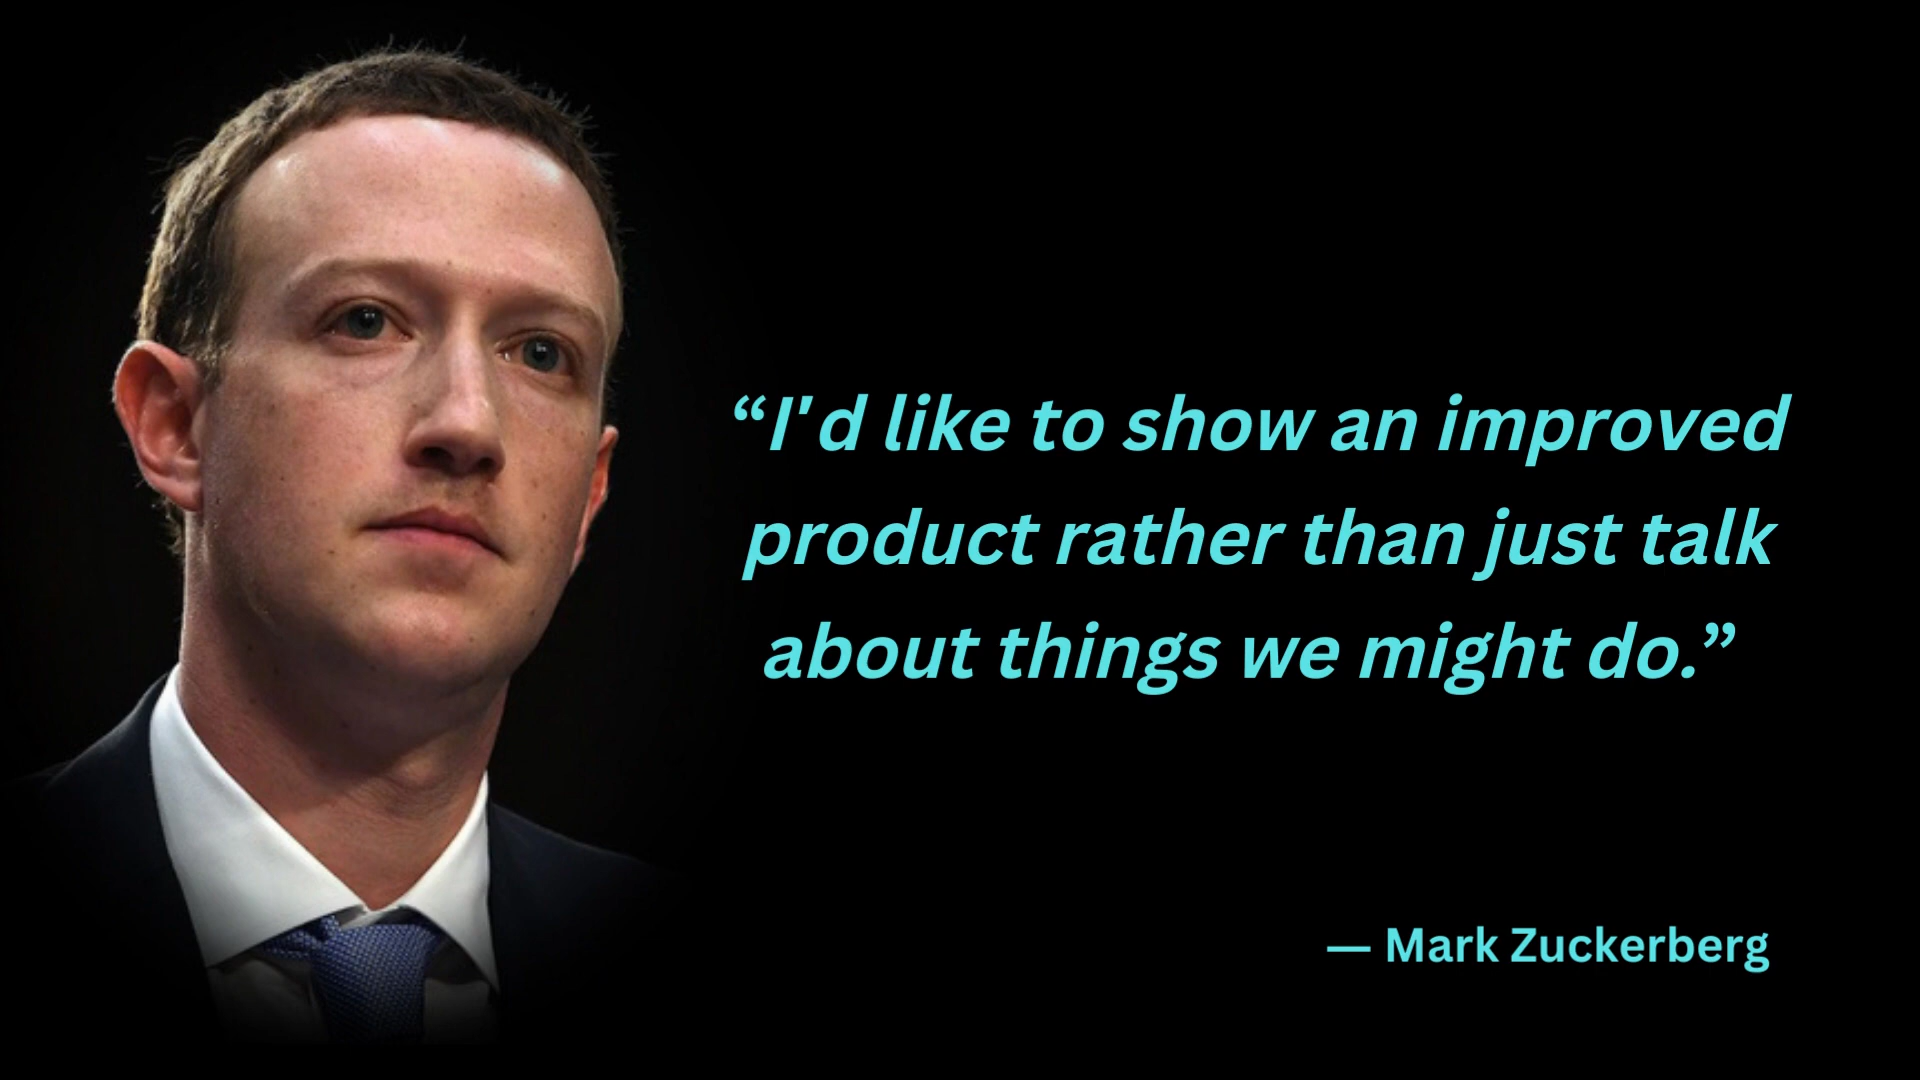 “I'd like to show an improved
product rather than just talk
about things we might do.”
— Mark Zuckerberg